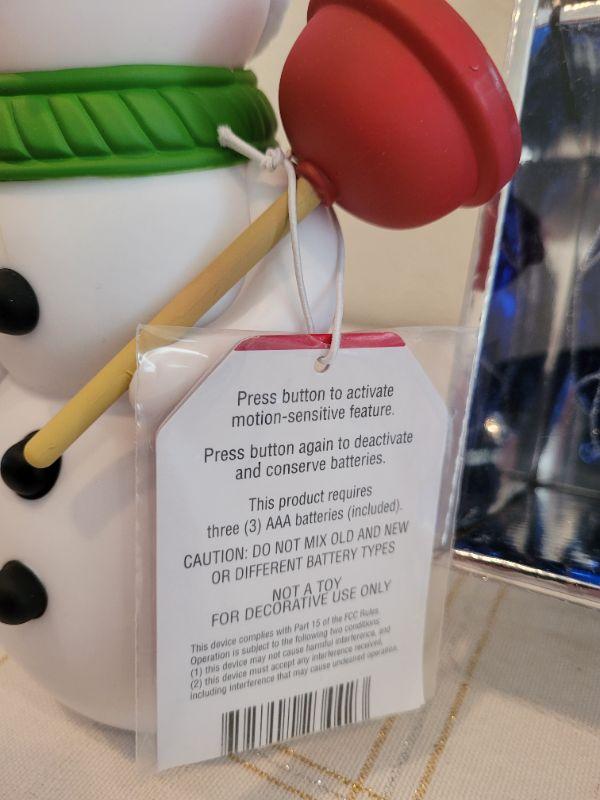 Press button to activate
motion-sensitive feature.
Press button again to deactivate
and conserve batteries.
This product requires
three (3) AAA batteries (included).
CAUTION: DO NOT MIX OLD AND NEW
OR DIFFERENT BATTERY TYPES
NOT A TOY
FOR DECORATIVE USE ONLY
This device complies with Part 15 of the FCC Rules.
Operation is subject to the following two conditions:
(1) this device may not cause harmful interference, and
(2) this device must accept any interference received,
including interference that may cause undesired operation.